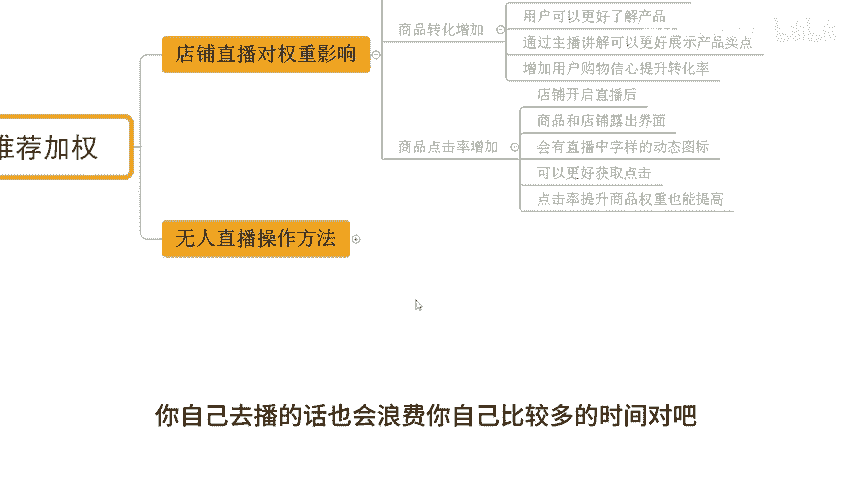 用户可以更好了解产品
商品转化增加
通过主播讲解可以更好展示产品卖点
店铺直播对权重影响
增加用户购物信心提升转化率
店铺开启直播后
商品和店铺露出界面
推荐加权
商品点击率增加
会有直播中字样的动态图标
可以更好获取点击
点击率提升商品权重也能提高
无人直播操作方法
你自己去播的话也会浪费你自己比较多的时间对吧